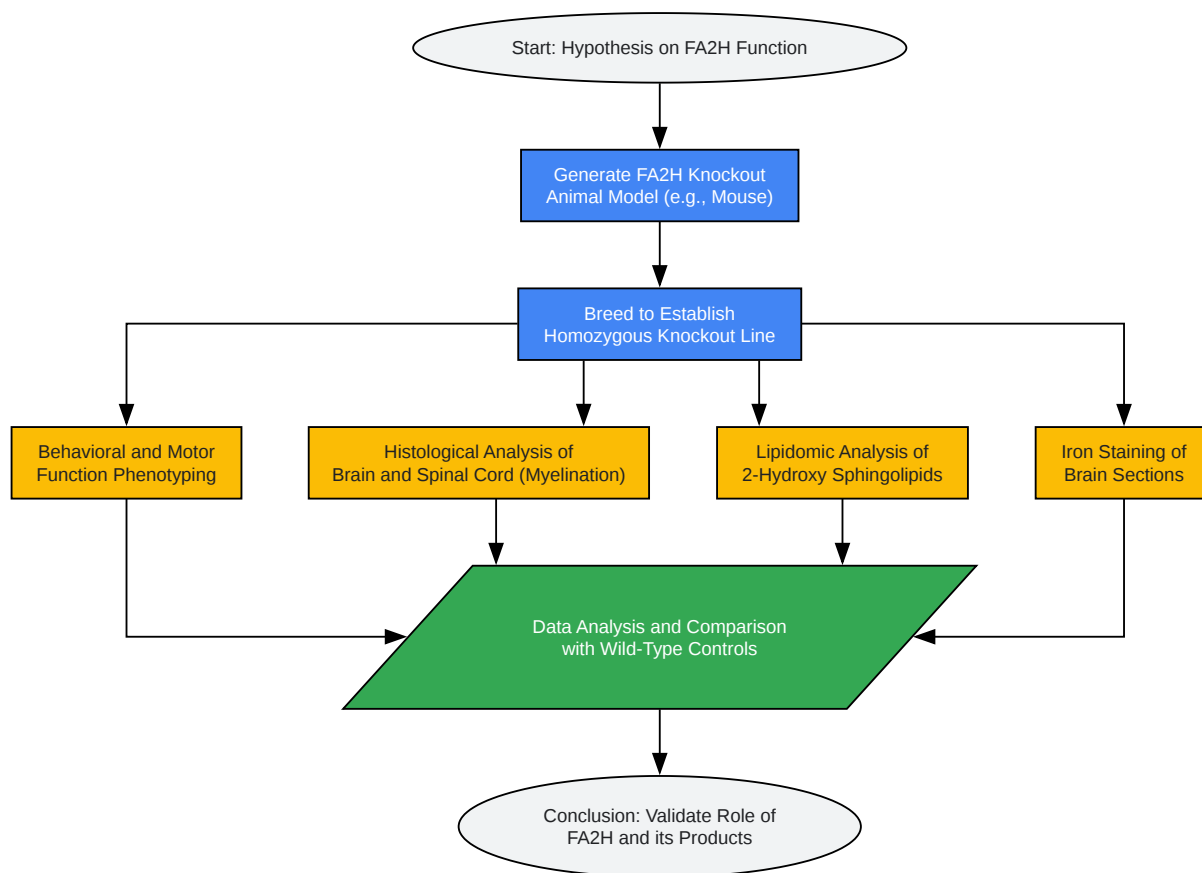 Start: Hypothesis on FA2H Function
Generate FA2H Knockout
Animal Model (e.g., Mouse)
Breed to Establish
Homozygous Knockout Line
Behavioral and Motor
Function Phenotyping
Histological Analysis of
Brain and Spinal Cord (Myelination)
Lipidomic Analysis of
2-Hydroxy Sphingolipids
Iron Staining of
Brain Sections
Data Analysis and Comparison
with Wild-Type Controls
Conclusion: Validate Role of
FA2H and its Products